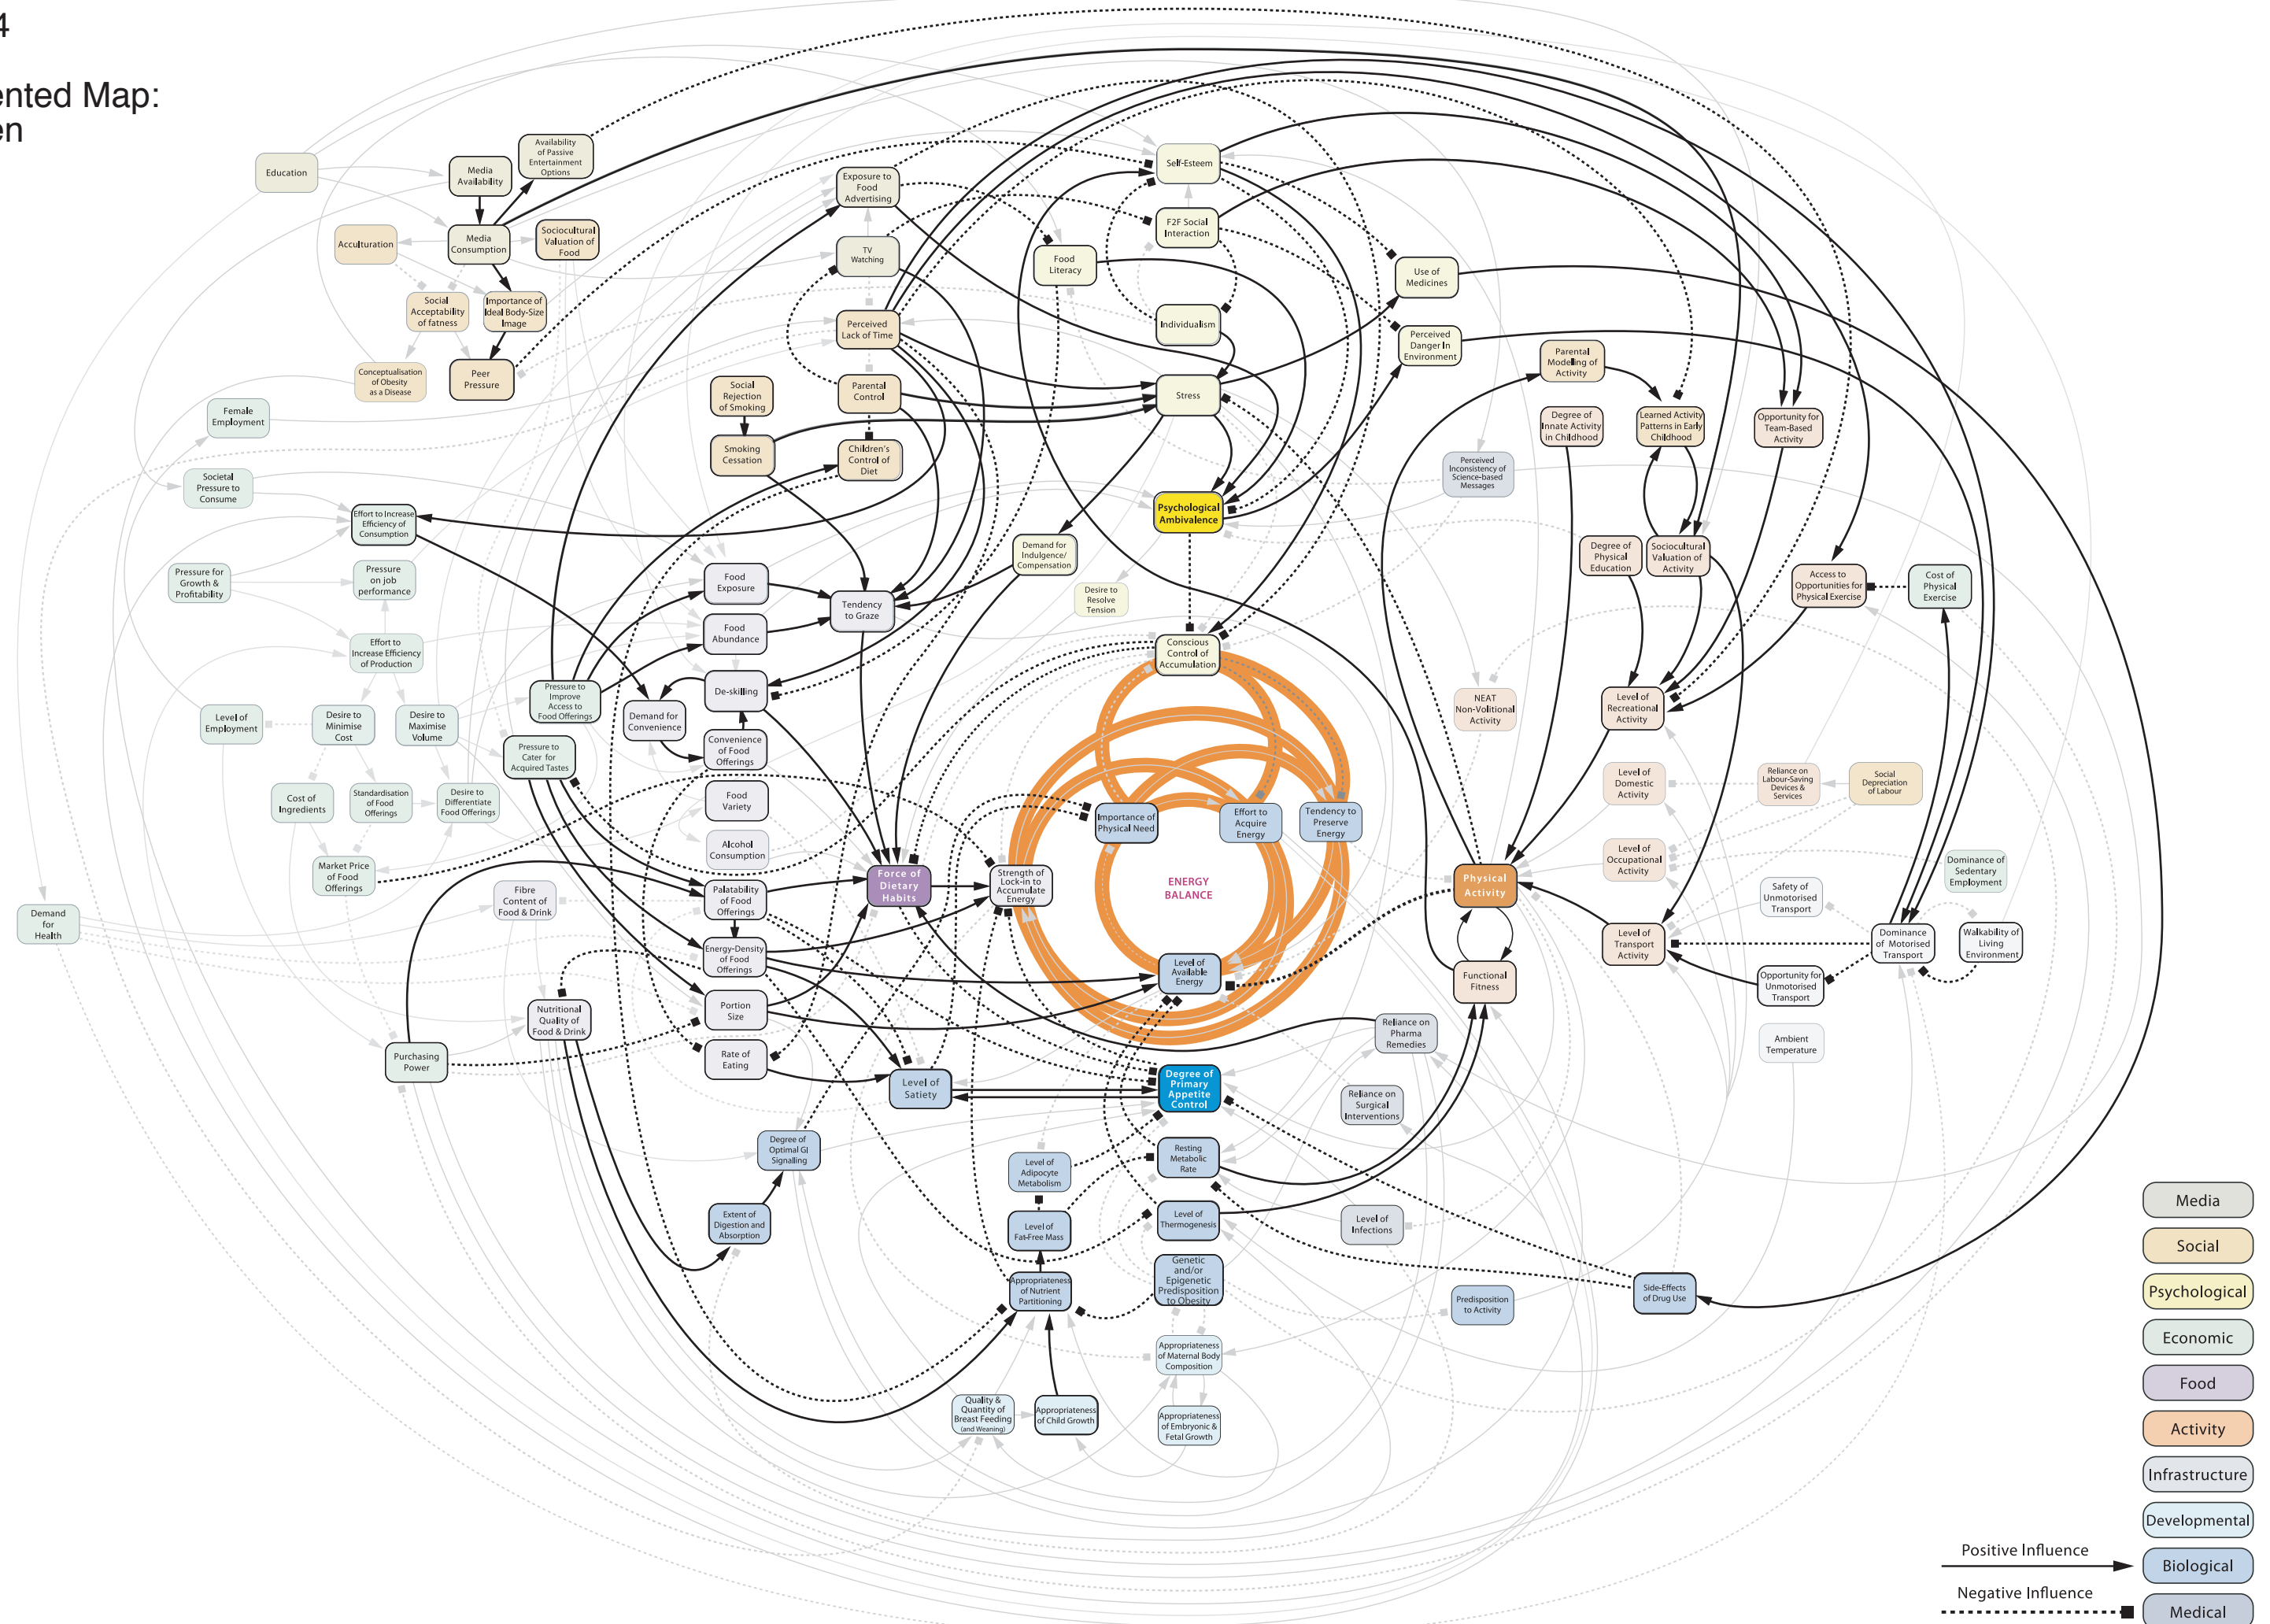 4
ented Map:
en
Education
Media
Availability
Availability
of Passive
Entertainment
Options
Acculturation
Media
Consumption
Sociocultural
Valuation of
Food
Social
Acceptability
of fatness
Importance of
Ideal Body-Size
Image
Conceptualisation
of Obesity
as a Disease
Peer
Pressure
Exposure to
Food
Advertising
TV
Watching
Perceived
Lack of Time
Parental
Control
Children's
Control of
Diet
Social
Rejection
of Smoking
Smoking
Cessation
Self-Esteem
F2F Social
Interaction
Food
Literacy
Individualism
Stress
Use of
Medicines
Perceived
Danger In
Environment
Psychological
Ambivalence
Demand for
Indulgence/
Compensation
Desire to
Resolve
Tension
Conscious
Control of
Accumulation
Perceived
Inconsistency of
Science-based
Messages
Parental
Modelling of
Activity
Degree of
Innate Activity
in Childhood
Learned Activity
Patterns in Early
Childhood
Opportunity for
Team-Based
Activity
Degree of
Physical
Education
Sociocultural
Valuation of
Activity
Access to
Opportunities for
Physical Exercise
Cost of
Physical
Exercise
Female
Employment
Societal
Pressure to
Consume
Effort to Increase
Efficiency of
Consumption
Pressure for
Growth &
Profitability
Pressure
on job
performance
Effort to
Increase Efficiency
of Production
Level of
Employment
Desire to
Minimise
Cost
Desire to
Maximise
Volume
Pressure to
Improve
Access to
Food Offerings
Pressure to
Cater for
Acquired Tastes
Cost of
Ingredients
Standardisation
of Food
Offerings
Desire to
Differentiate
Food Offerings
Market Price
of Food
Offerings
Demand
for
Health
Purchasing
Power
Food
Exposure
Food
Abundance
Tendency
to Graze
De-skilling
Demand for
Convenience
Convenience
of Food
Offerings
Food
Variety
Alcohol
Consumption
Force of
Dietary
Habits
Strength of
Lock-in to
Accumulate
Energy
Fibre
Content of
Food & Drink
Palatability
of Food
Offerings
Energy-Density
of Food
Offerings
Portion
Size
Nutritional
Quality of
Food & Drink
Rate of
Eating
Importance of
Physical Need
Effort to
Acquire
Energy
Tendency to
Preserve
Energy
ENERGY
BALANCE
Level of
Available
Energy
NEAT
Non-Volitional
Activity
Level of
Recreational
Activity
Level of
Domestic
Activity
Reliance on
Labour-Saving
Devices &
Services
Social
Depreciation
of Labour
Level of
Occupational
Activity
Dominance of
Sedentary
Employment
Physical
Activity
Safety of
Unmotorised
Transport
Level of
Transport
Activity
Dominance
of Motorised
Transport
Walkability of
Living
Environment
Opportunity for
Unmotorised
Transport
Ambient
Temperature
Functional
Fitness
Reliance on
Pharma
Remedies
Reliance on
Surgical
Interventions
Level of
Infections
Level of
Satiety
Degree of
Primary
Appetite
Control
Degree of
Optimal GI
Signalling
Extent of
Digestion and
Absorption
Level of
Adipocyte
Metabolism
Resting
Metabolic
Rate
Level of
Fat-Free Mass
Level of
Thermogenesis
Appropriateness
of Nutrient
Partitioning
Genetic
and/or
Epigenetic
Predisposition
to Obesity
Predisposition
to Activity
Side-Effects
of Drug Use
Appropriateness
of Maternal Body
Composition
Quality &
Quantity of
Breast Feeding
(and Weaning)
Appropriateness
of Child Growth
Appropriateness
of Embryonic &
Fetal Growth
Media
Social
Psychological
Economic
Food
Activity
Infrastructure
Developmental
Biological
Medical
Positive Influence
Negative Influence